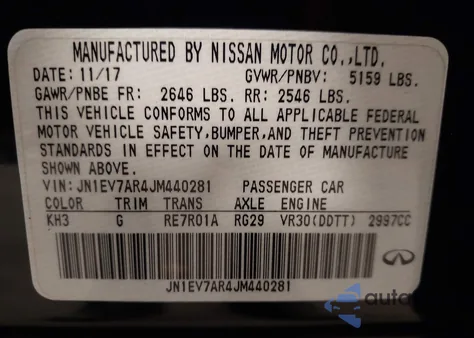 MANUFACTURED BY NISSAN MOTOR CO.,LTD.
DATE: 11/17 GVWR/PNBV: 5159 LBS.
GAWR/PNBE FR: 2646 LBS. RR: 2546 LBS.
THIS VEHICLE CONFORMS TO ALL APPLICABLE FEDERAL
MOTOR VEHICLE SAFETY,BUMPER,AND THEFT PREVENTION
STANDARDS IN EFFECT ON THE DATE OF MANUFACTURE
SHOWN ABOVE.
VIN: JN1EV7AR4JM440281 PASSENGER CAR
COLOR TRIM TRANS AXLE ENGINE
KH3 G RE7R01A RG29 VR30(DDTT) 2997CC
JN1EV7AR4JM440281